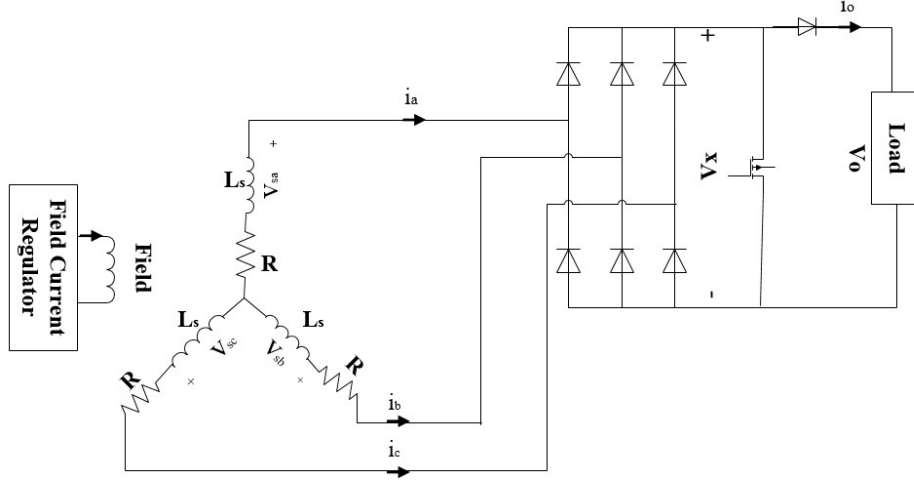 io
+
ia
+
Ls
Vsa
Vx
Load
Vo
Field Current
Regulator
Field
R
-
Ls
Ls
Vsc
Vsb
R
R
+
+
ib
ic